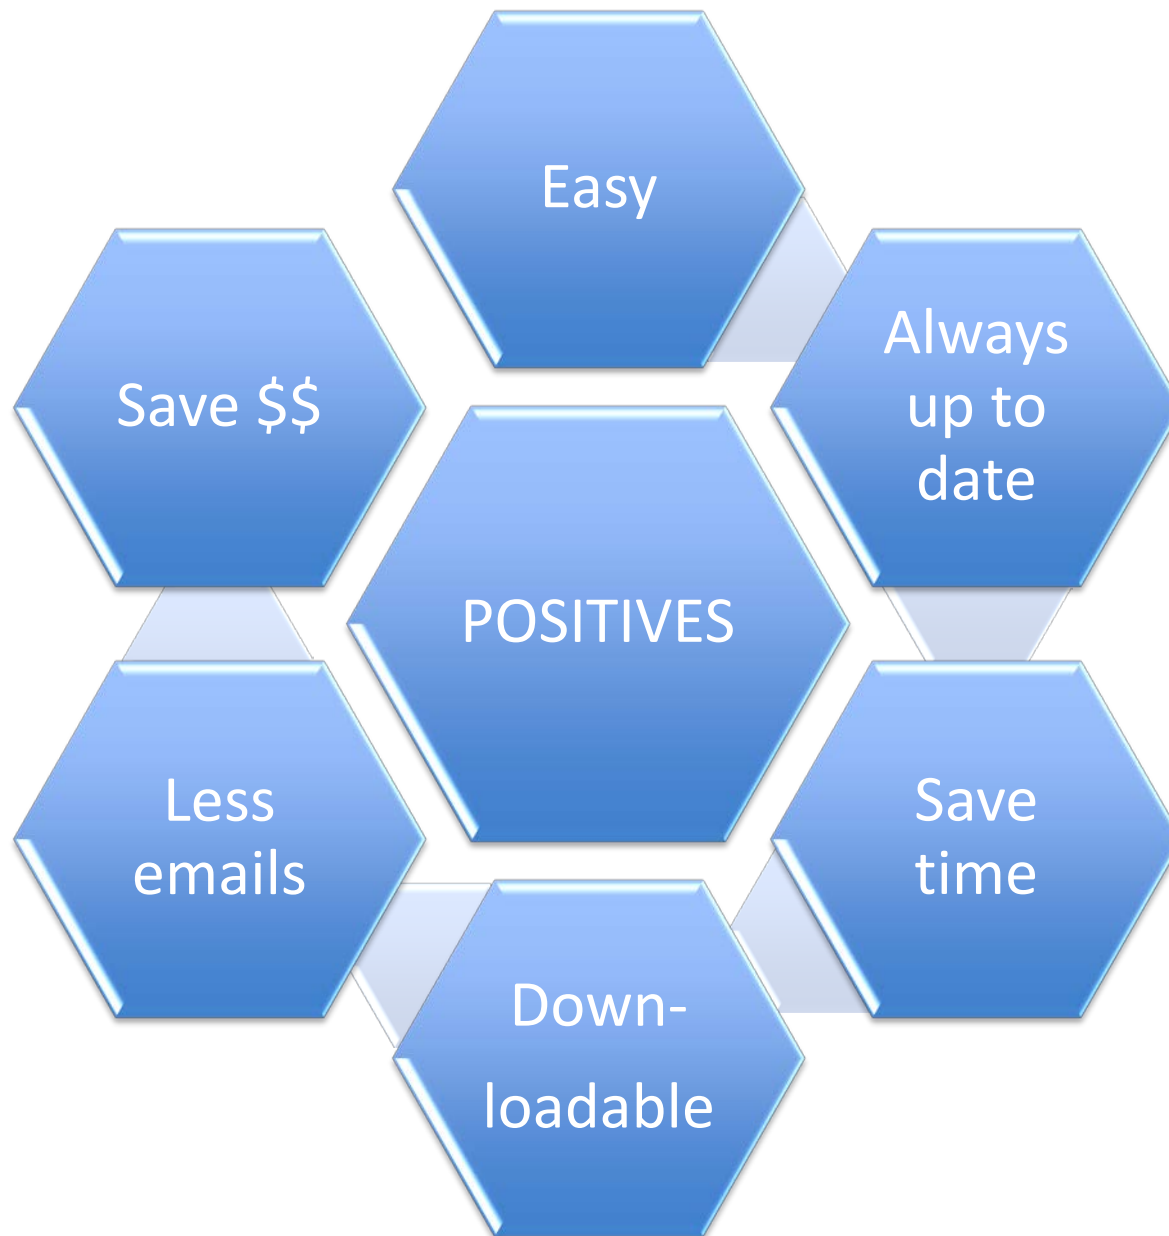 Easy
Always
up to
date
Save
time
Down-
loadable
Less
emails
Save $$
POSITIVES